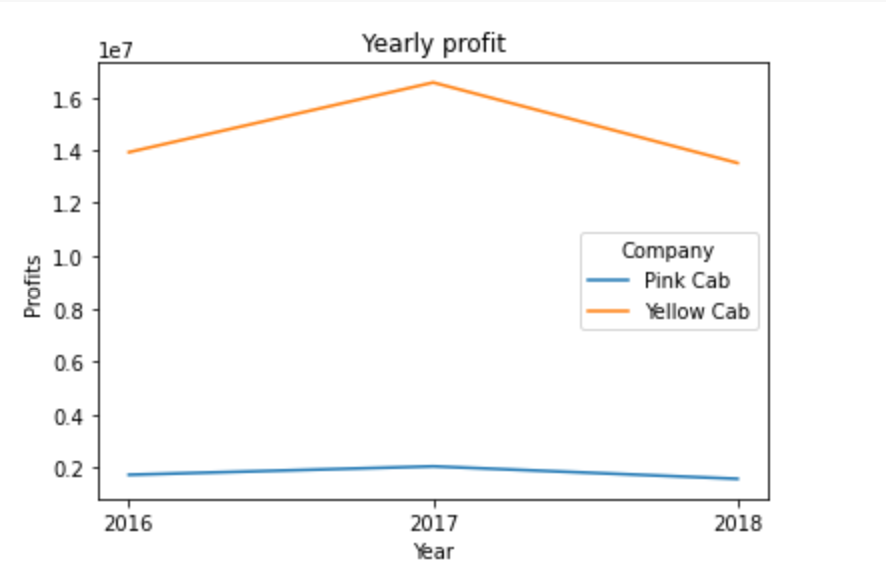 Yearly profit
1e7
1.6
1.4
1.2
1.0
0.8
0.6
0.4
0.2
Profits
Company
Pink Cab
Yellow Cab
2016 2017 2018
Year